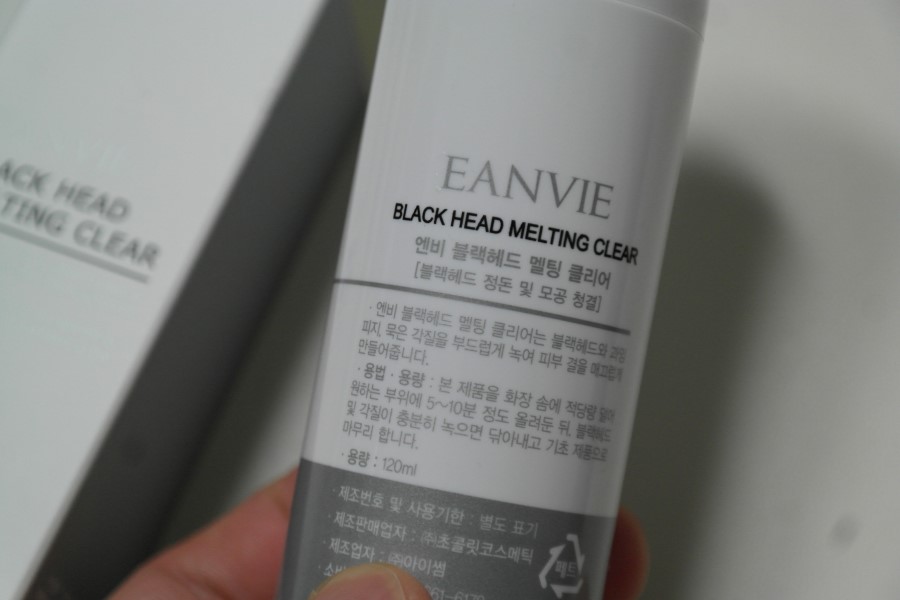 ACK HEAD
TING CLEAR
EANVIE
BLACK HEAD MELTING CLEAR
엔비 블랙헤드 멜팅 클리어
[블랙헤드 정돈 및 모공 청결]
· 엔비 블랙헤드 멜팅 클리어는 블랙헤드와 과잉
피지, 묵은 각질을 부드럽게 녹여 피부 결을 매끄럽게
만들어줍니다.
· 용법 · 용량 : 본 제품을 화장 솜에 적당량 덜어
원하는 부위에 5~10분 정도 올려둔 뒤, 블랙헤드
및 각질이 충분히 녹으면 닦아내고 기초 제품으로
마무리 합니다.
· 용량 : 120ml
· 제조번호 및 사용기한 : 별도 표기
· 제조판매업자 : ㈜초콜릿코스메틱
· 제조업자 : ㈜아이썸
페트